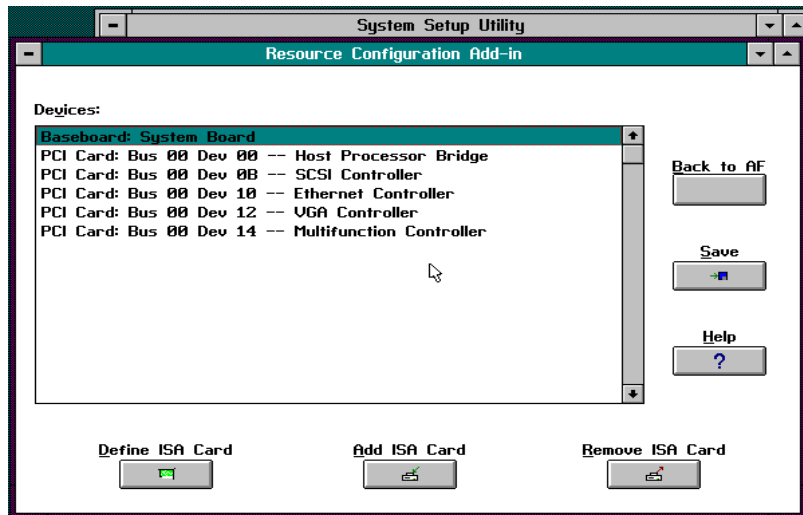 System Setup Utility
Resource Configuration Add-in
Devices:
Baseboard: System Board
PCI Card: Bus 00 Dev 00 -- Host Processor Bridge
PCI Card: Bus 00 Dev 0B -- SCSI Controller
PCI Card: Bus 00 Dev 10 -- Ethernet Controller
PCI Card: Bus 00 Dev 12 -- VGA Controller
PCI Card: Bus 00 Dev 14 -- Multifunction Controller
Back to AF
Save
Help
?
Define ISA Card
Add ISA Card
Remove ISA Card